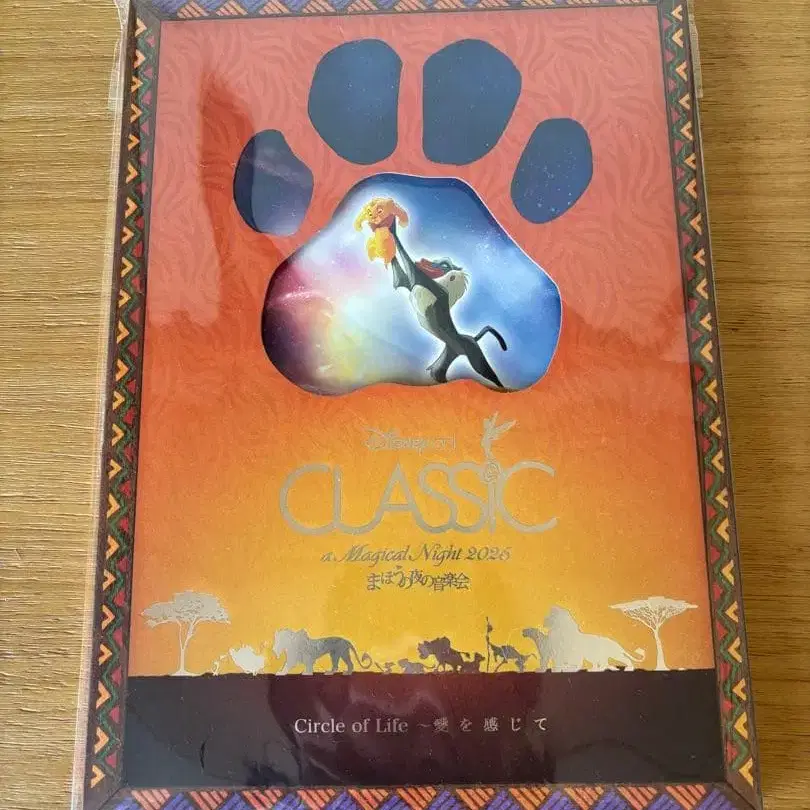 Disney on
CLASSIC
a Magical Night 2025
まほうの夜の音楽会
Circle of Life ～愛を感じて